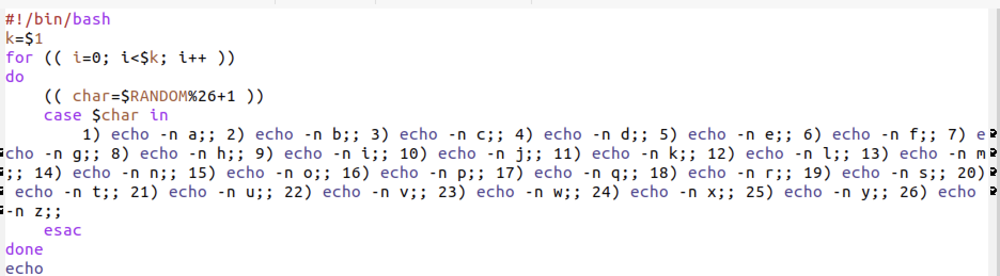 #!/bin/bash
k=$1
for (( i=0; i<$k; i++ ))
do
    (( char=$RANDOM%26+1 ))
    case $char in
        1) echo -n a;; 2) echo -n b;; 3) echo -n c;; 4) echo -n d;; 5) echo -n e;; 6) echo -n f;; 7) e
cho -n g;; 8) echo -n h;; 9) echo -n i;; 10) echo -n j;; 11) echo -n k;; 12) echo -n l;; 13) echo -n m
;; 14) echo -n n;; 15) echo -n o;; 16) echo -n p;; 17) echo -n q;; 18) echo -n r;; 19) echo -n s;; 20)
 echo -n t;; 21) echo -n u;; 22) echo -n v;; 23) echo -n w;; 24) echo -n x;; 25) echo -n y;; 26) echo
-n z;;
    esac
done
echo